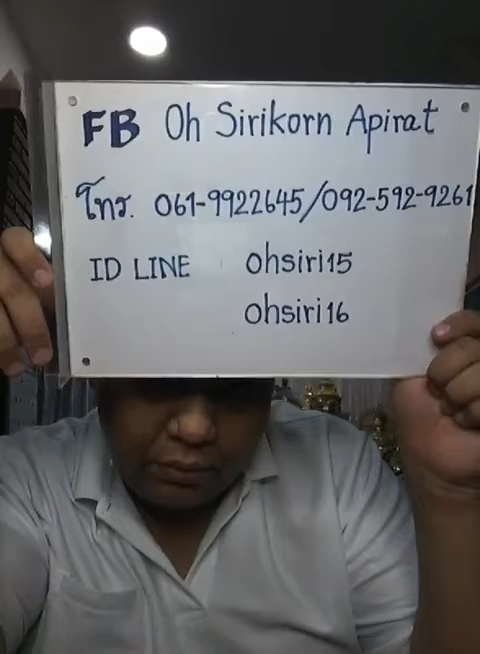 FB Oh Sirikorn Apirat
โทร. 061-9922645/092-592-9261
ID LINE ohsiri15
ohsiri16